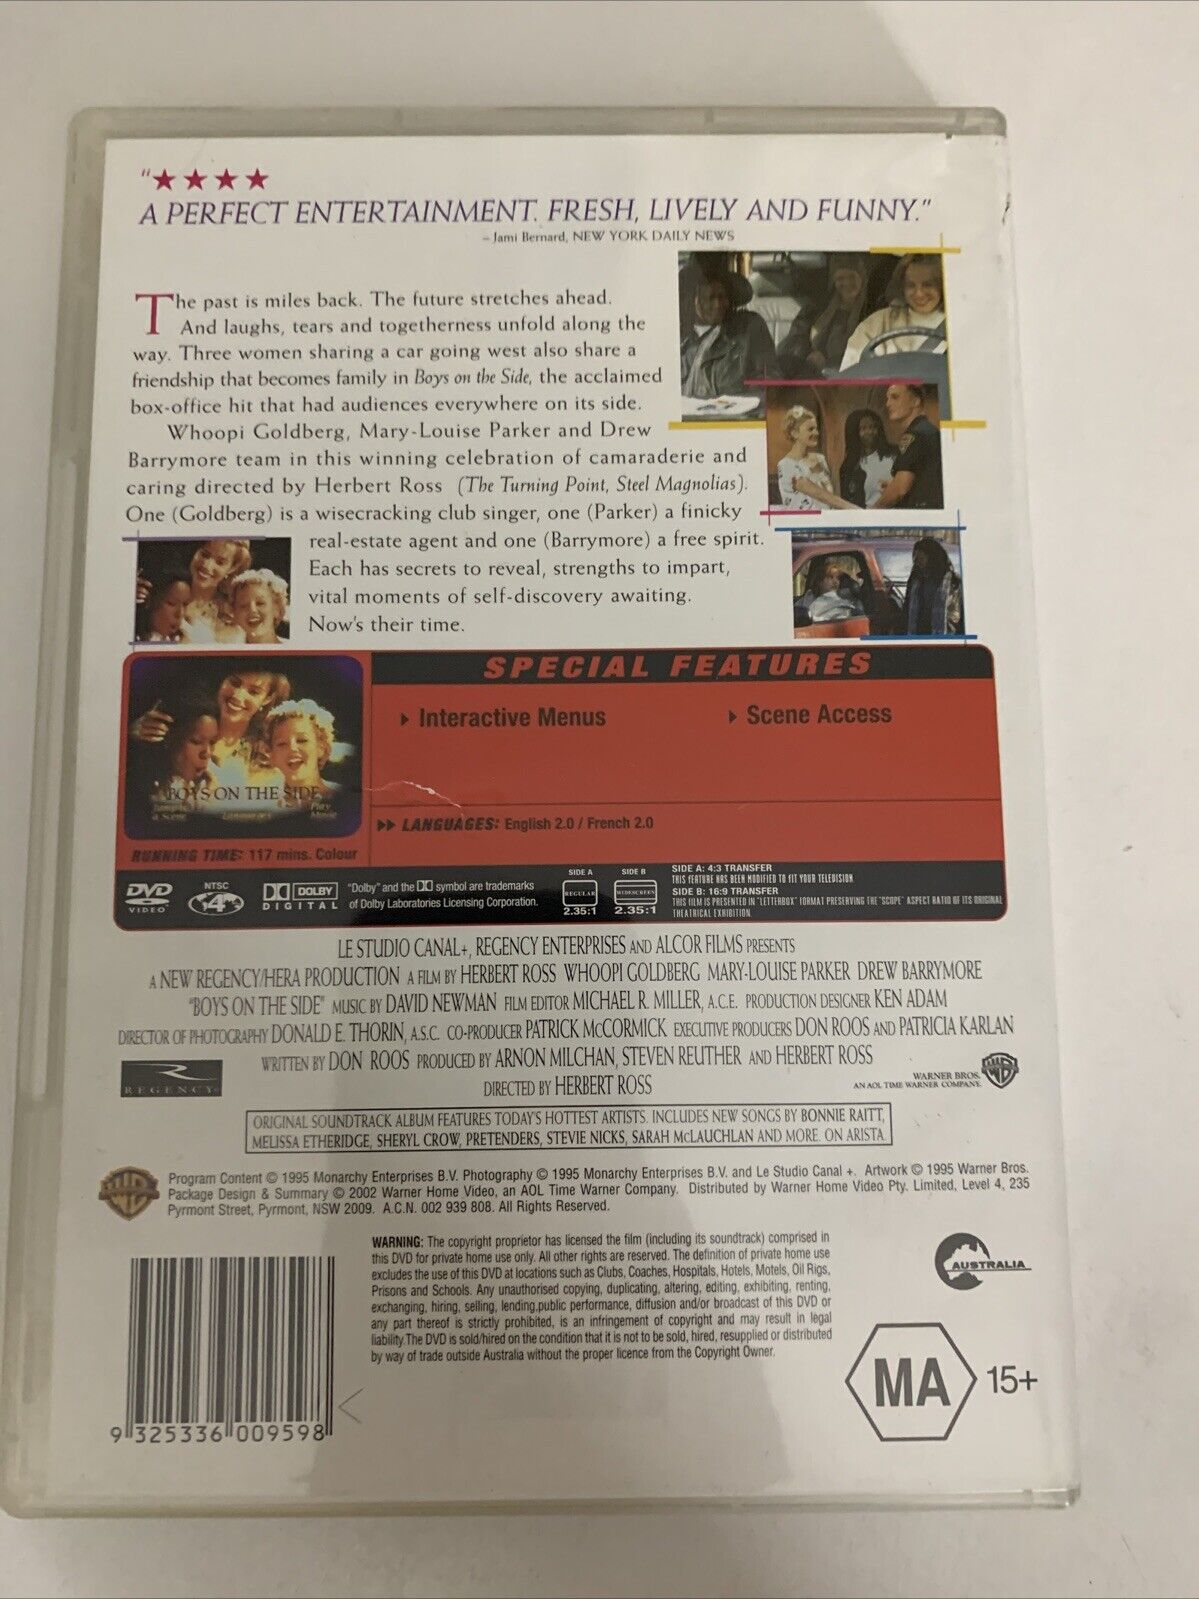 "★★★★
A PERFECT ENTERTAINMENT. FRESH, LIVELY AND FUNNY."
– Jami Bernard, NEW YORK DAILY NEWS
The past is miles back. The future stretches ahead.
And laughs, tears and togetherness unfold along the
way. Three women sharing a car going west also share a
friendship that becomes family in Boys on the Side, the acclaimed
box-office hit that had audiences everywhere on its side.
Whoopi Goldberg, Mary-Louise Parker and Drew
Barrymore team in this winning celebration of camaraderie and
caring directed by Herbert Ross (The Turning Point, Steel Magnolias).
One (Goldberg) is a wisecracking club singer, one (Parker) a finicky
real-estate agent and one (Barrymore) a free spirit.
Each has secrets to reveal, strengths to impart,
vital moments of self-discovery awaiting.
Now's their time.
SPECIAL FEATURES
Interactive Menus
Scene Access
BOYS ON THE SIDE
a Scene
Languages
Play
Movie
LANGUAGES: English 2.0 / French 2.0
RUNNING TIME: 117 mins. Colour
DVD
VIDEO
NTSC
4
DOLBY
DIGITAL
"Dolby" and the DD symbol are trademarks
of Dolby Laboratories Licensing Corporation.
SIDE A
REGULAR
2.35:1
SIDE B
WIDESCREEN
2.35:1
SIDE A: 4:3 TRANSFER
THIS FEATURE HAS BEEN MODIFIED TO FIT YOUR TELEVISION
SIDE B: 16:9 TRANSFER
THIS FILM IS PRESENTED IN "LETTERBOX" FORMAT PRESERVING THE "SCOPE" ASPECT RATIO OF ITS ORIGINAL
THEATRICAL EXHIBITION
LE STUDIO CANAL+, REGENCY ENTERPRISES AND ALCOR FILMS PRESENTS
A NEW REGENCY/HERA PRODUCTION A FILM BY HERBERT ROSS WHOOPI GOLDBERG MARY-LOUISE PARKER DREW BARRYMORE
"BOYS ON THE SIDE" MUSIC BY DAVID NEWMAN FILM EDITOR MICHAEL R. MILLER, A.C.E. PRODUCTION DESIGNER KEN ADAM
DIRECTOR OF PHOTOGRAPHY DONALD E. THORIN, A.S.C. CO-PRODUCER PATRICK McCORMICK EXECUTIVE PRODUCERS DON ROOS AND PATRICIA KARLAN
WRITTEN BY DON ROOS PRODUCED BY ARNON MILCHAN, STEVEN REUTHER AND HERBERT ROSS
DIRECTED BY HERBERT ROSS
REGENCY
WARNER BROS.
AN AOL TIME WARNER COMPANY
ORIGINAL SOUNDTRACK ALBUM FEATURES TODAY'S HOTTEST ARTISTS. INCLUDES NEW SONGS BY BONNIE RAITT,
MELISSA ETHERIDGE, SHERYL CROW, PRETENDERS, STEVIE NICKS, SARAH McLAUCHLAN AND MORE. ON ARISTA.
Program Content © 1995 Monarchy Enterprises B.V. Photography © 1995 Monarchy Enterprises B.V. and Le Studio Canal +. Artwork © 1995 Warner Bros.
Package Design & Summary © 2002 Warner Home Video, an AOL Time Warner Company. Distributed by Warner Home Video Pty. Limited, Level 4, 235
Pyrmont Street, Pyrmont, NSW 2009. A.C.N. 002 939 808. All Rights Reserved.
WARNING: The copyright proprietor has licensed the film (including its soundtrack) comprised in
this DVD for private home use only. All other rights are reserved. The definition of private home use
excludes the use of this DVD at locations such as Clubs, Coaches, Hospitals, Hotels, Motels, Oil Rigs,
Prisons and Schools. Any unauthorised copying, duplicating, altering, editing, exhibiting, renting,
exchanging, hiring, selling, lending,public performance, diffusion and/or broadcast of this DVD or
any part thereof is strictly prohibited, is an infringement of copyright and may result in legal
liability.The DVD is sold/hired on the condition that it is not to be sold, hired, resupplied or distributed
by way of trade outside Australia without the proper licence from the Copyright Owner.
AUSTRALIA
MA 15+
9 325336 009598